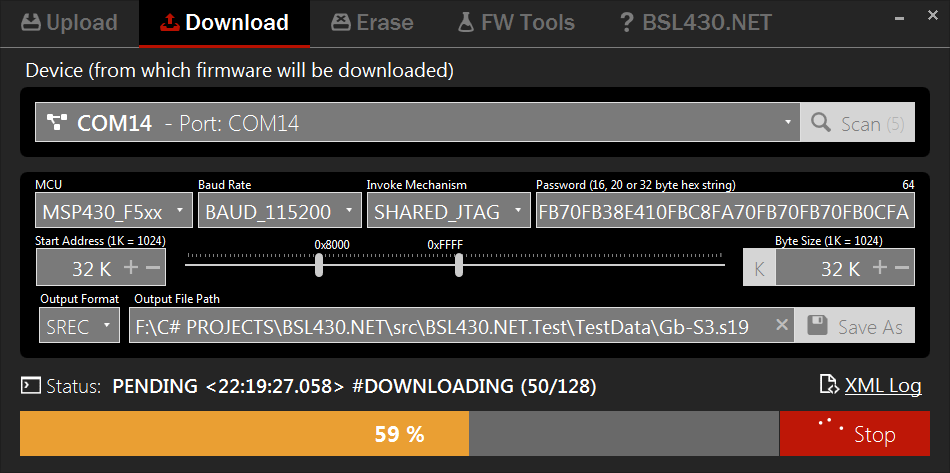 Upload Download Erase FW Tools ? BSL430.NET
Device (from which firmware will be downloaded)
COM14 - Port: COM14 Scan (5)
MCU Baud Rate Invoke Mechanism Password (16, 20 or 32 byte hex string) 64
MSP430_F5xx BAUD_115200 SHARED_JTAG FB70FB38E410FBC8FA70FB70FB70FB0CFA
Start Address (1K = 1024) 0x8000 0xFFFF Byte Size (1K = 1024)
32 K K 32 K
Output Format Output File Path
SREC F:\C# PROJECTS\BSL430.NET\src\BSL430.NET.Test\TestData\Gb-S3.s19 Save As
Status: PENDING <22:19:27.058> #DOWNLOADING (50/128) XML Log
59 % Stop